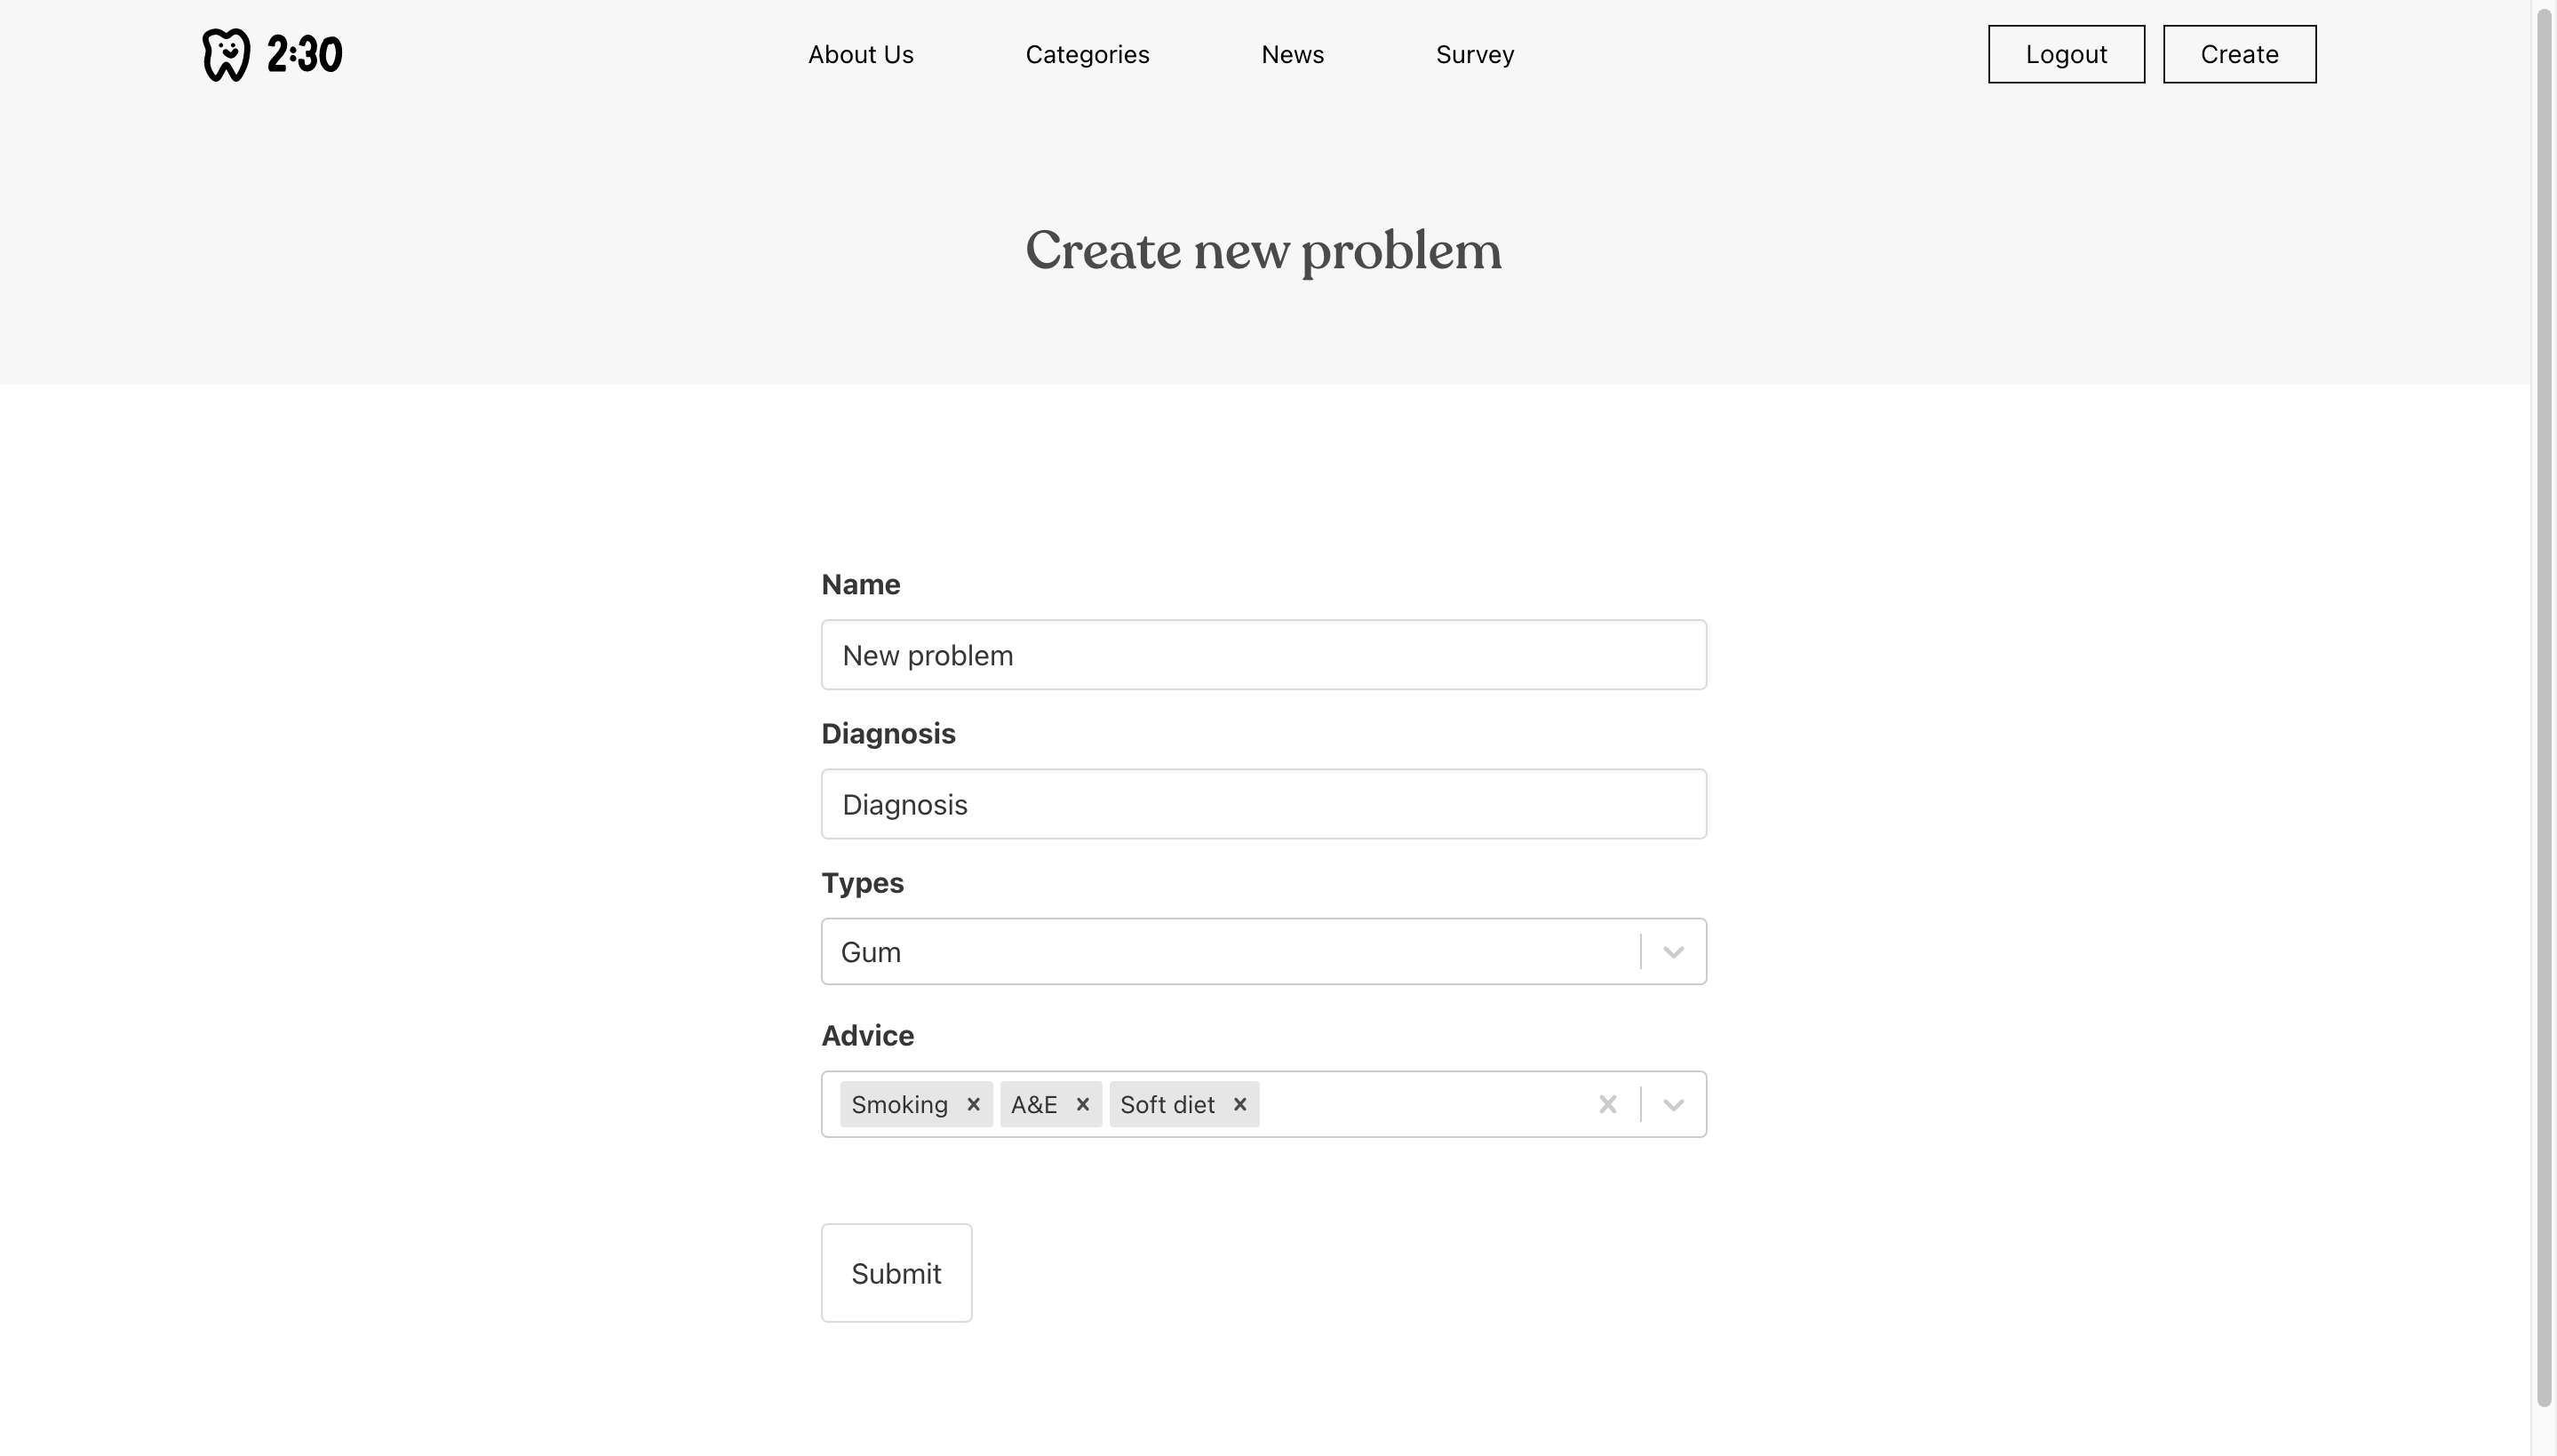 2:30 About Us Categories News Survey Logout Create
Create new problem
Name
New problem
Diagnosis
Diagnosis
Types
Gum
Advice
Smoking A&E Soft diet
Submit